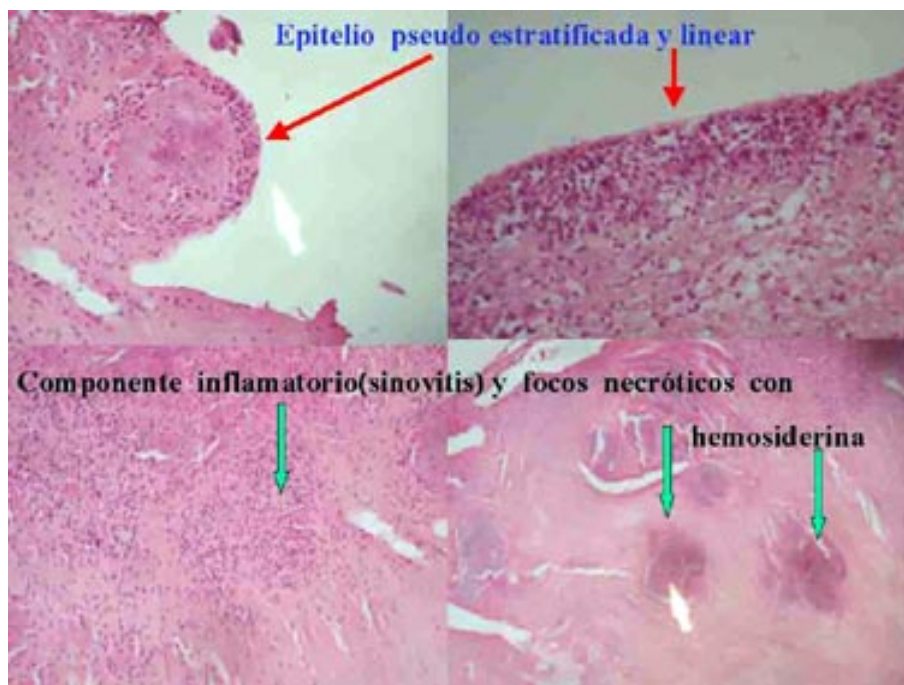 Epitelio pseudo estratificada y linear
Componente inflamatorio(sinovitis) y focos necróticos con
hemosiderina